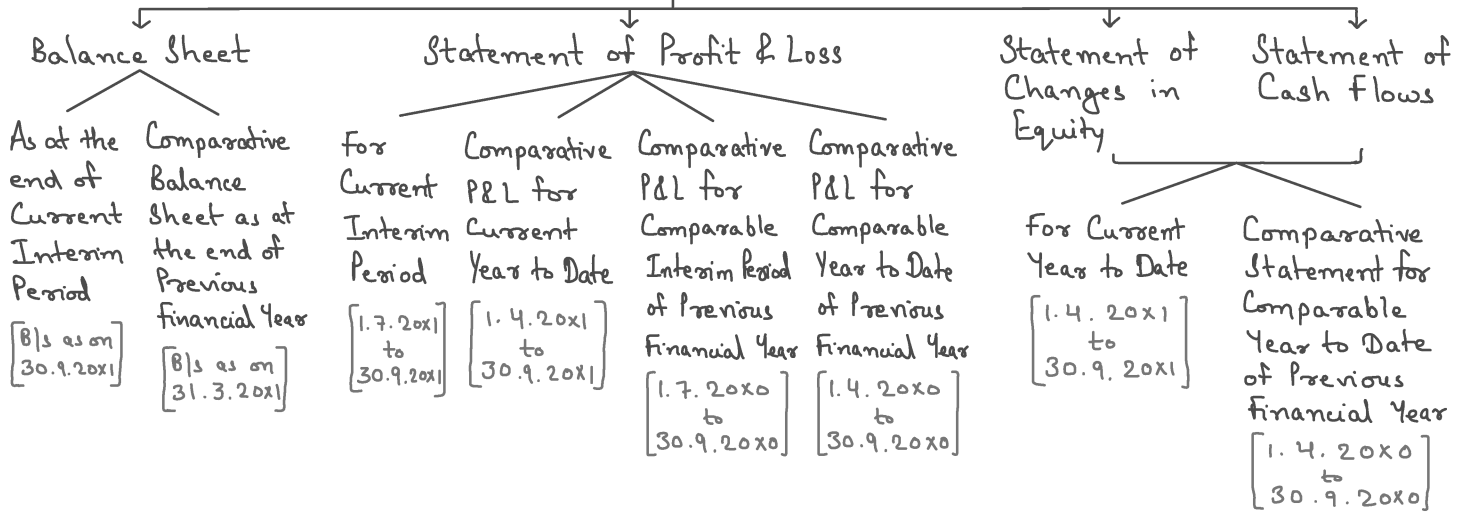 Balance Sheet
As at the
end of
Current
Interim
Period
[B/s as on
30.9.20x1]
Comparative
Balance
Sheet as at
the end of
Previous
Financial Year
[B/s as on
31.3.20x1]
Statement of Profit & Loss
For
Current
Interim
Period
[1.7.20x1
to
30.9.20x1]
Comparative
P&L for
Current
Year to Date
[1.4.20x1
to
30.9.20x1]
Comparative
P&L for
Comparable
Interim Period
of Previous
Financial Year
[1.7.20x0
to
30.9.20x0]
Comparative
P&L for
Comparable
Year to Date
of Previous
Financial Year
[1.4.20x0
to
30.9.20x0]
Statement of
Changes in
Equity
Statement of
Cash Flows
For Current
Year to Date
[1.4.20x1
to
30.9.20x1]
Comparative
Statement for
Comparable
Year to Date
of Previous
Financial Year
[1.4.20x0
to
30.9.20x0]